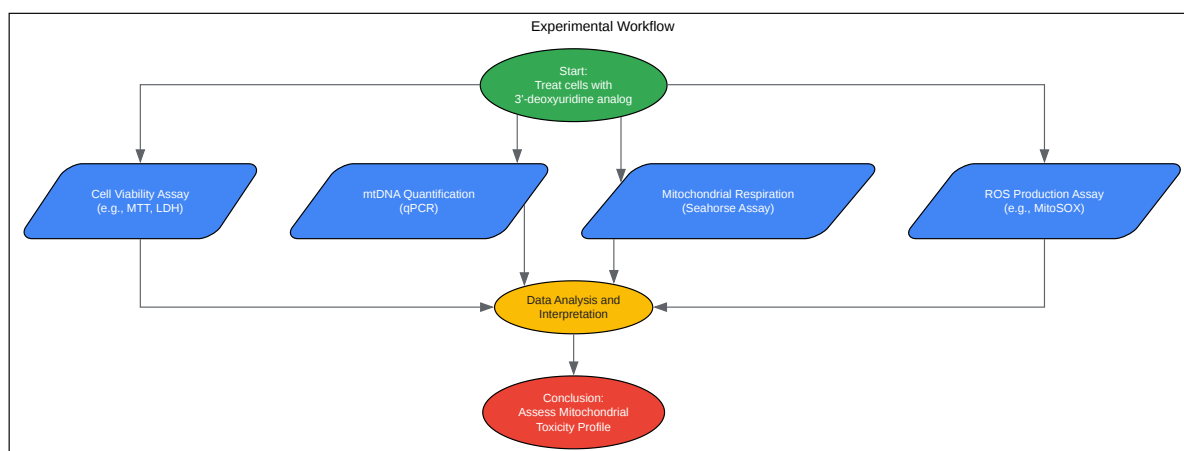 Experimental Workflow
Start:
Treat cells with
3'-deoxyuridine analog
Cell Viability Assay
(e.g., MTT, LDH)
mtDNA Quantification
(qPCR)
Mitochondrial Respiration
(Seahorse Assay)
ROS Production Assay
(e.g., MitoSOX)
Data Analysis and
Interpretation
Conclusion:
Assess Mitochondrial
Toxicity Profile